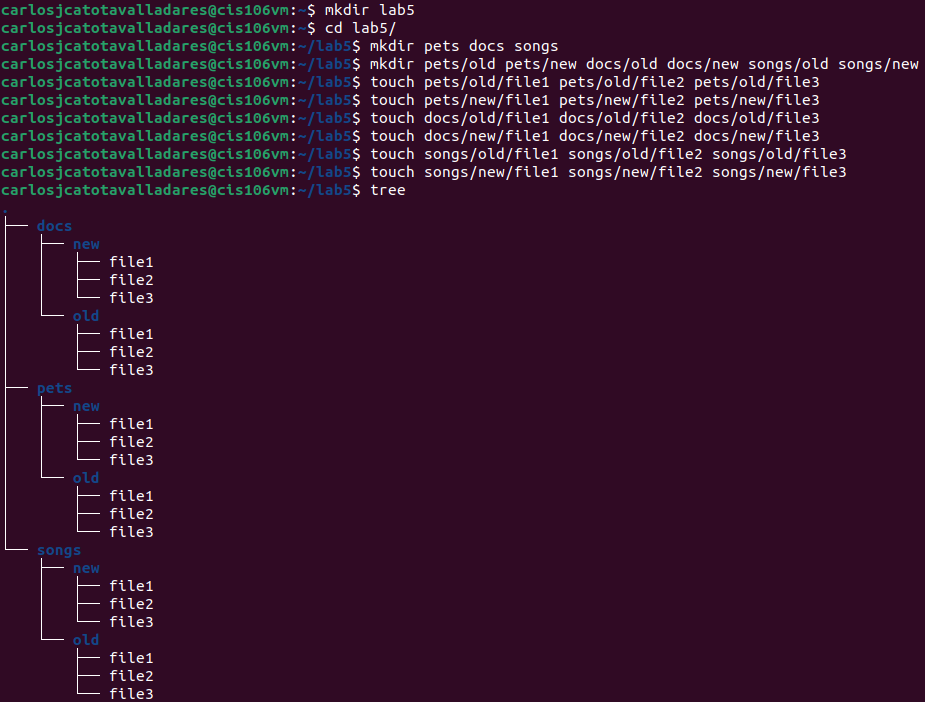 carlosjcatotavalladares@cis106vm:~$ mkdir lab5
carlosjcatotavalladares@cis106vm:~$ cd lab5/
carlosjcatotavalladares@cis106vm:~/lab5$ mkdir pets docs songs
carlosjcatotavalladares@cis106vm:~/lab5$ mkdir pets/old pets/new docs/old docs/new songs/old songs/new
carlosjcatotavalladares@cis106vm:~/lab5$ touch pets/old/file1 pets/old/file2 pets/old/file3
carlosjcatotavalladares@cis106vm:~/lab5$ touch pets/new/file1 pets/new/file2 pets/new/file3
carlosjcatotavalladares@cis106vm:~/lab5$ touch docs/old/file1 docs/old/file2 docs/old/file3
carlosjcatotavalladares@cis106vm:~/lab5$ touch docs/new/file1 docs/new/file2 docs/new/file3
carlosjcatotavalladares@cis106vm:~/lab5$ touch songs/old/file1 songs/old/file2 songs/old/file3
carlosjcatotavalladares@cis106vm:~/lab5$ touch songs/new/file1 songs/new/file2 songs/new/file3
carlosjcatotavalladares@cis106vm:~/lab5$ tree
.
├── docs
│   ├── new
│   │   ├── file1
│   │   ├── file2
│   │   └── file3
│   └── old
│       ├── file1
│       ├── file2
│       └── file3
├── pets
│   ├── new
│   │   ├── file1
│   │   ├── file2
│   │   └── file3
│   └── old
│       ├── file1
│       ├── file2
│       └── file3
└── songs
    ├── new
    │   ├── file1
    │   ├── file2
    │   └── file3
    └── old
        ├── file1
        ├── file2
        └── file3